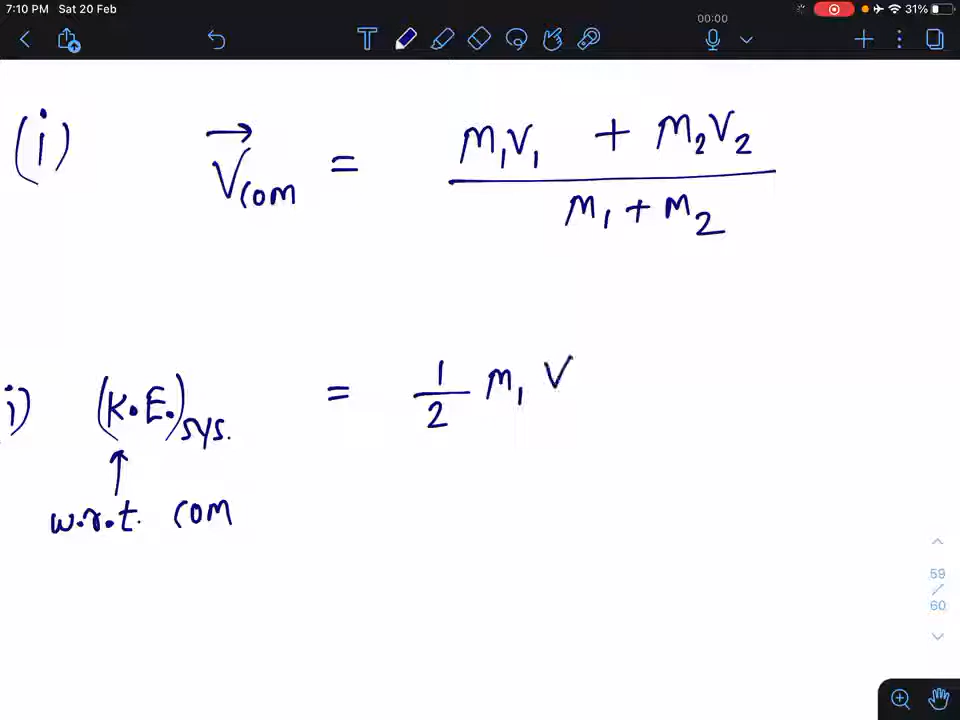 7:10 PM Sat 20 Feb
00:00
31%
T
(i) V⃗com = m₁v₁ + m₂v₂ / m₁ + m₂
i) (K.E.)sys. = 1/2 m₁ V
w.r.t. com
59
/
60